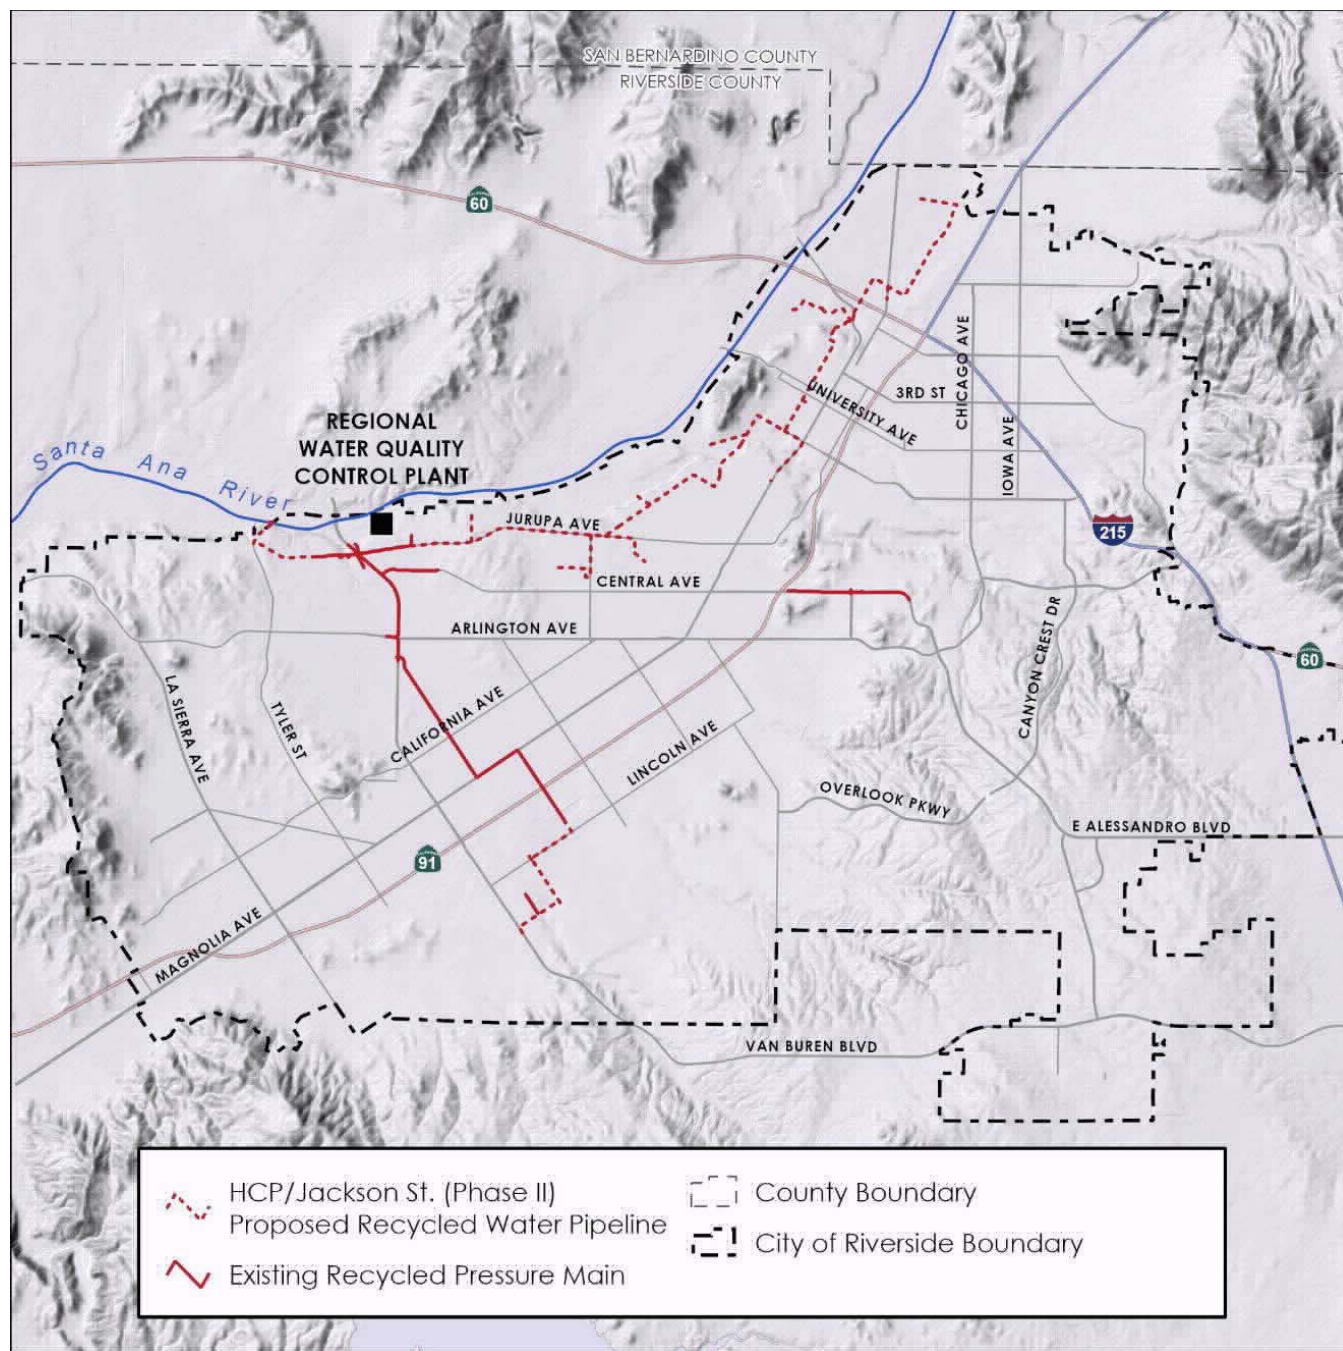 SAN BERNARDINO COUNTY
RIVERSIDE COUNTY
60
CHICAGO AVE
3RD ST
UNIVERSITY AVE
IOWA AVE
REGIONAL
WATER QUALITY
CONTROL PLANT
Santa Ana River
JURUPA AVE
215
CENTRAL AVE
ARLINGTON AVE
CANYON CREST DR
60
LA SIERRA AVE
TYLER ST
CALIFORNIA AVE
LINCOLN AVE
OVERLOOK PKWY
E ALESSANDRO BLVD
91
MAGNOLIA AVE
VAN BUREN BLVD
HCP/Jackson St. (Phase II)
Proposed Recycled Water Pipeline
Existing Recycled Pressure Main
County Boundary
City of Riverside Boundary